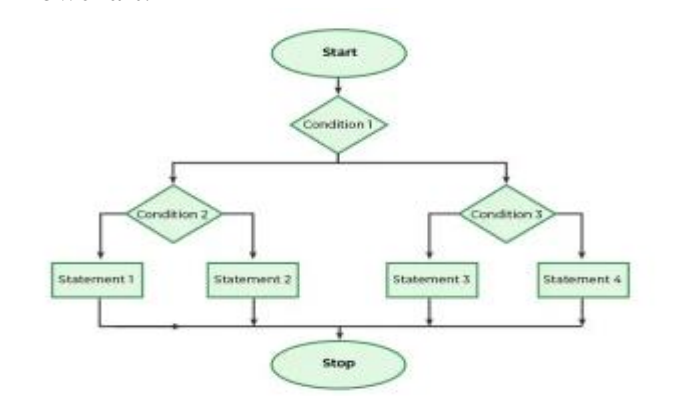 Start
Condition 1
Condition 2
Condition 3
Statement 1
Statement 2
Statement 3
Statement 4
Stop